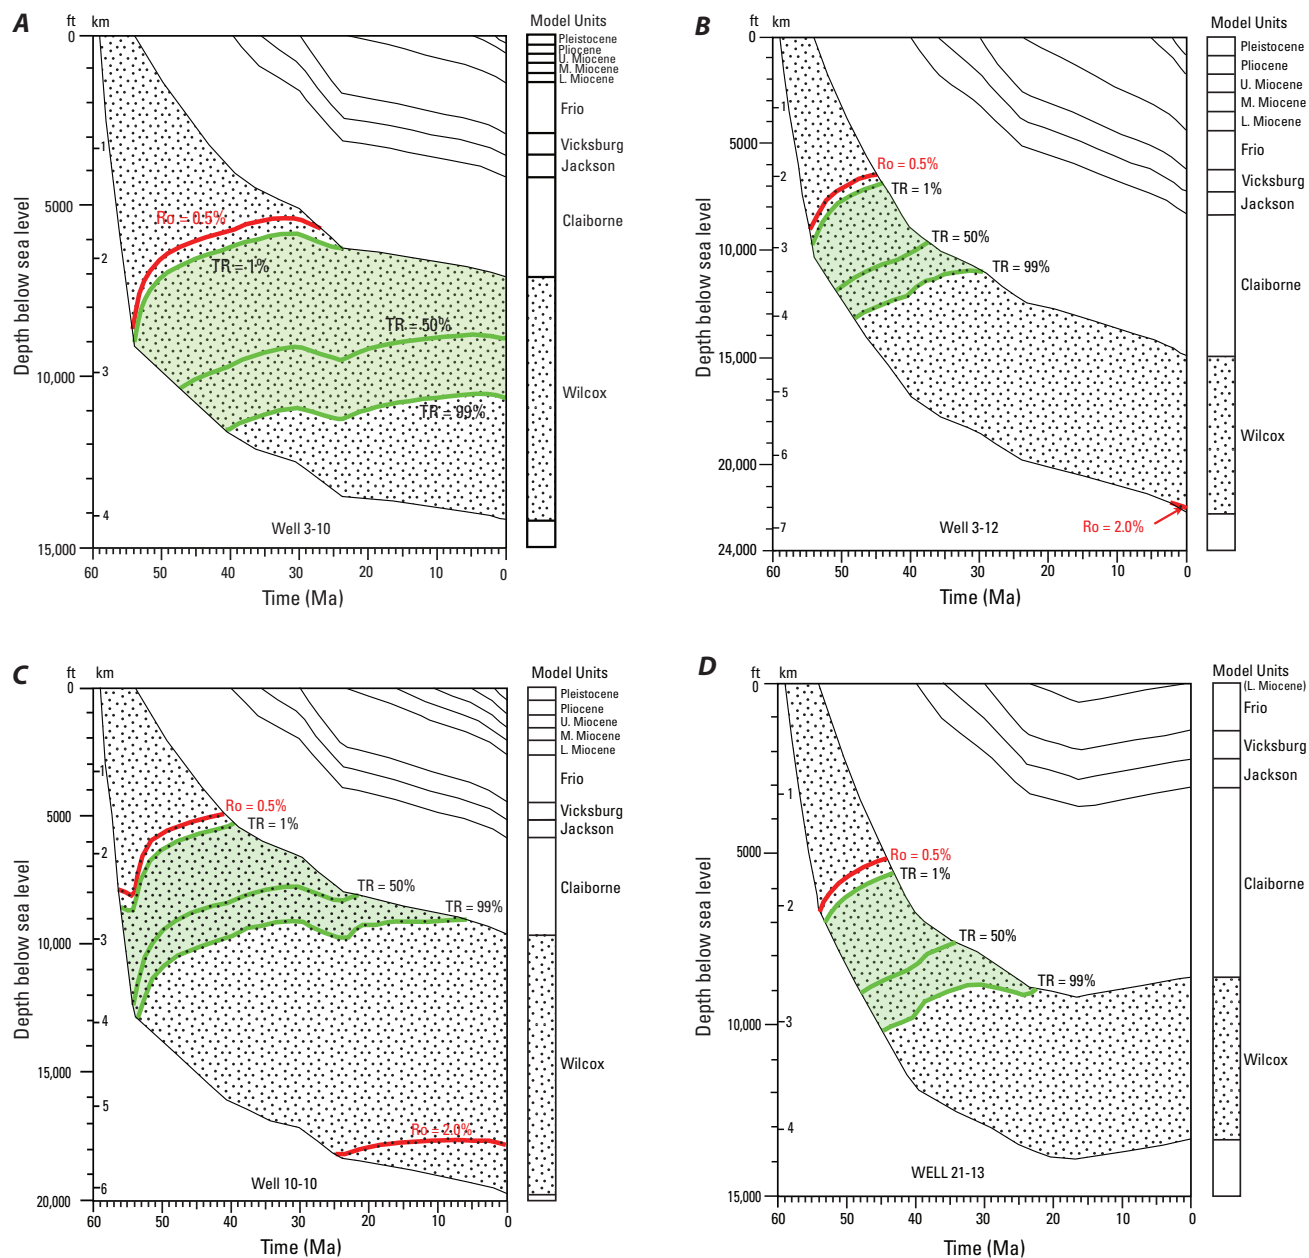 A
ft km
Model Units
0
Pleistocene
Pliocene
U. Miocene
M. Miocene
L. Miocene
Frio
Vicksburg
Jackson
Claiborne
Wilcox
1
5000
2
3
10,000
4
15,000
Depth below sea level
Ro = 0.5%
TR = 1%
TR = 50%
TR = 99%
Well 3-10
60 50 40 30 20 10 0
Time (Ma)
B
ft km
Model Units
0
Pleistocene
Pliocene
U. Miocene
M. Miocene
L. Miocene
Frio
Vicksburg
Jackson
Claiborne
Wilcox
1
5000
2
10,000
3
4
15,000
5
6
20,000
7
24,000
Depth below sea level
Ro = 0.5%
TR = 1%
TR = 50%
TR = 99%
Ro = 2.0%
Well 3-12
60 50 40 30 20 10 0
Time (Ma)
C
ft km
Model Units
0
Pleistocene
Pliocene
U. Miocene
M. Miocene
L. Miocene
Frio
Vicksburg
Jackson
Claiborne
Wilcox
1
5000
2
10,000
3
4
15,000
5
6
20,000
Depth below sea level
Ro = 0.5%
TR = 1%
TR = 50%
TR = 99%
Ro = 2.0%
Well 10-10
60 50 40 30 20 10 0
Time (Ma)
D
ft km
Model Units
0
(L. Miocene)
Frio
Vicksburg
Jackson
Claiborne
Wilcox
1
5000
2
10,000
3
4
15,000
Depth below sea level
Ro = 0.5%
TR = 1%
TR = 50%
TR = 99%
WELL 21-13
60 50 40 30 20 10 0
Time (Ma)